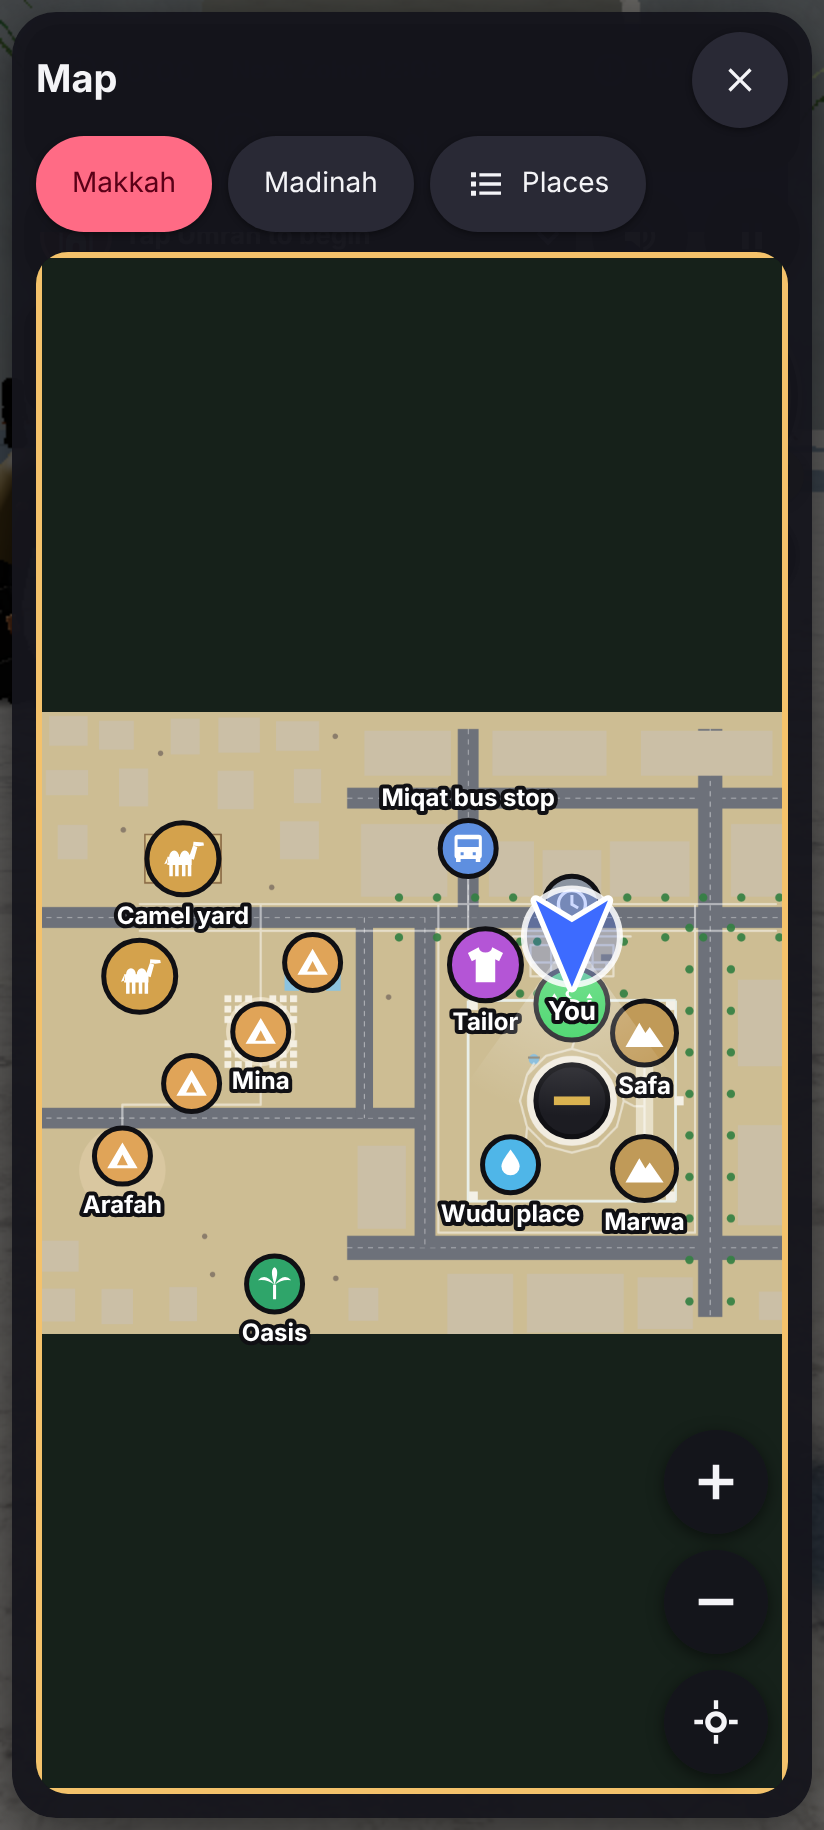 Map
Makkah
Madinah
Places
Miqat bus stop
Camel yard
Tailor
You
Mina
Safa
Arafah
Wudu place
Marwa
Oasis